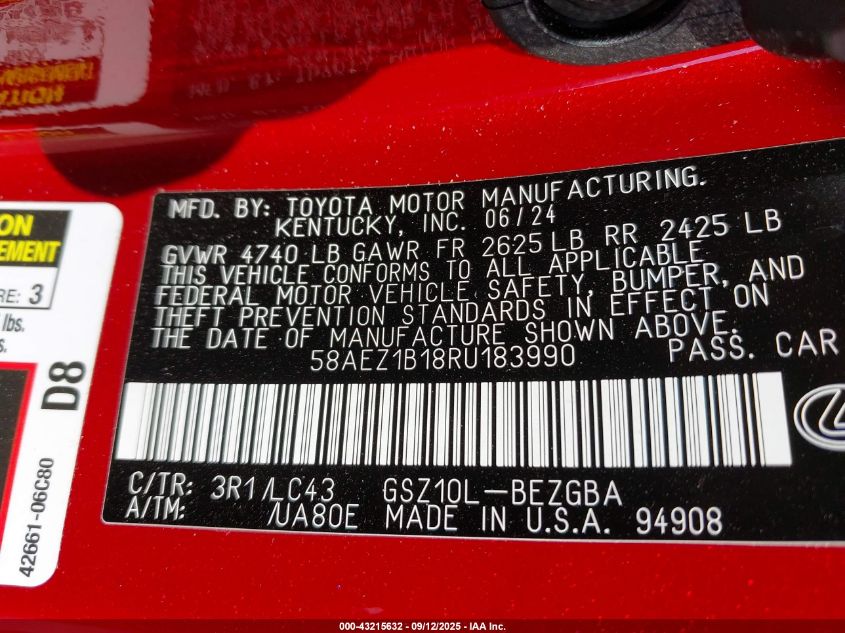 MFD. BY: TOYOTA MOTOR MANUFACTURING.
KENTUCKY, INC. 06/24
GVWR 4740 LB GAWR FR 2625 LB RR 2425 LB
THIS VEHICLE CONFORMS TO ALL APPLICABLE
FEDERAL MOTOR VEHICLE SAFETY, BUMPER, AND
THEFT PREVENTION STANDARDS IN EFFECT ON
THE DATE OF MANUFACTURE SHOWN ABOVE.
58AEZ1B18RU183990 PASS. CAR
C/TR: 3R1/LC43 GSZ10L-BEZGBA
A/TM: /UA80E MADE IN U.S.A. 94908
ION
EMENT
RE: 3
lbs.
s.
D8
42661-06C80
000-43215632 - 09/12/2025 - IAA Inc.